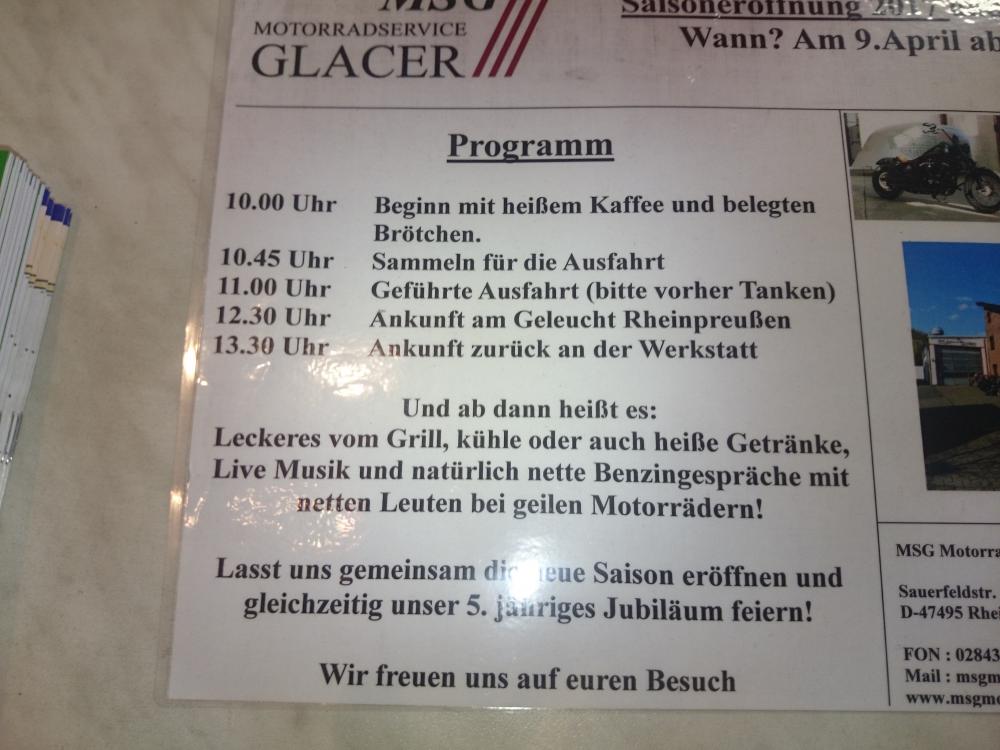 MSG
MOTORRADSERVICE
GLACER
Saisoneröffnung 2017
Wann? Am 9.April ab
Programm
10.00 Uhr Beginn mit heißem Kaffee und belegten
Brötchen.
10.45 Uhr Sammeln für die Ausfahrt
11.00 Uhr Geführte Ausfahrt (bitte vorher Tanken)
12.30 Uhr Ankunft am Geleucht Rheinpreußen
13.30 Uhr Ankunft zurück an der Werkstatt
Und ab dann heißt es:
Leckeres vom Grill, kühle oder auch heiße Getränke,
Live Musik und natürlich nette Benzingespräche mit
netten Leuten bei geilen Motorrädern!
Lasst uns gemeinsam die neue Saison eröffnen und
gleichzeitig unser 5. jähriges Jubiläum feiern!
Wir freuen uns auf euren Besuch
MSG Motorra
Sauerfeldstr.
D-47495 Rhei
FON : 02843
Mail : msgm
www.msgmo